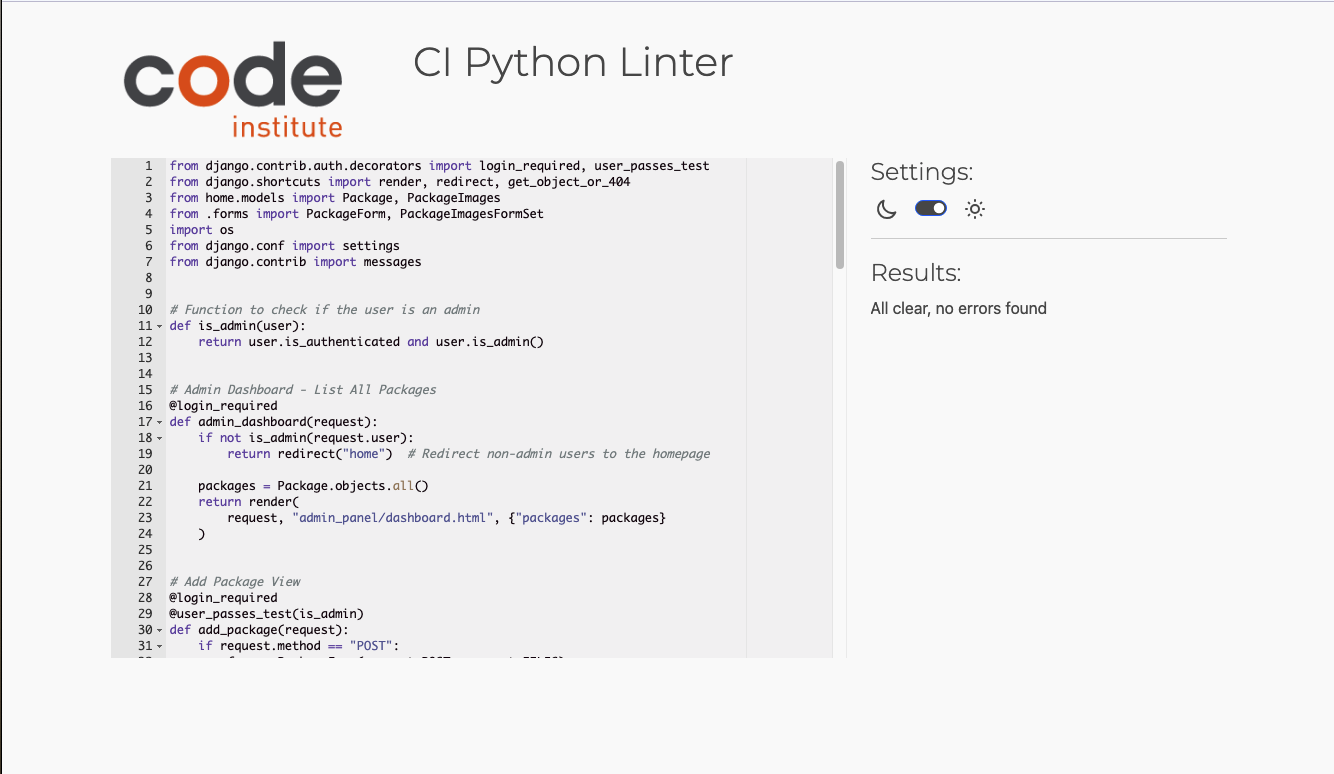 code
institute
CI Python Linter
1 from django.contrib.auth.decorators import login_required, user_passes_test
2 from django.shortcuts import render, redirect, get_object_or_404
3 from home.models import Package, PackageImages
4 from .forms import PackageForm, PackageImagesFormSet
5 import os
6 from django.conf import settings
7 from django.contrib import messages
8
9
10 # Function to check if the user is an admin
11 def is_admin(user):
12     return user.is_authenticated and user.is_admin()
13
14
15 # Admin Dashboard - List All Packages
16 @login_required
17 def admin_dashboard(request):
18     if not is_admin(request.user):
19         return redirect("home")  # Redirect non-admin users to the homepage
20
21     packages = Package.objects.all()
22     return render(
23         request, "admin_panel/dashboard.html", {"packages": packages}
24     )
25
26
27 # Add Package View
28 @login_required
29 @user_passes_test(is_admin)
30 def add_package(request):
31     if request.method == "POST":
Settings:
Results:
All clear, no errors found